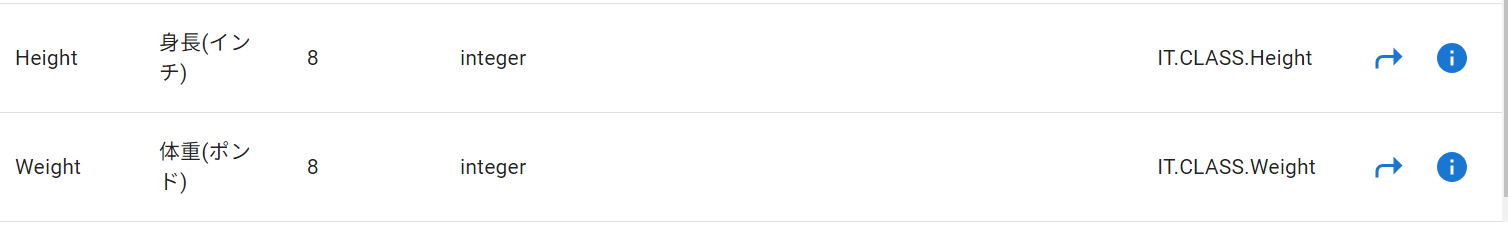 Height 身長(イン 8 integer IT.CLASS.Height
チ)
Weight 体重(ポン 8 integer IT.CLASS.Weight
ド)